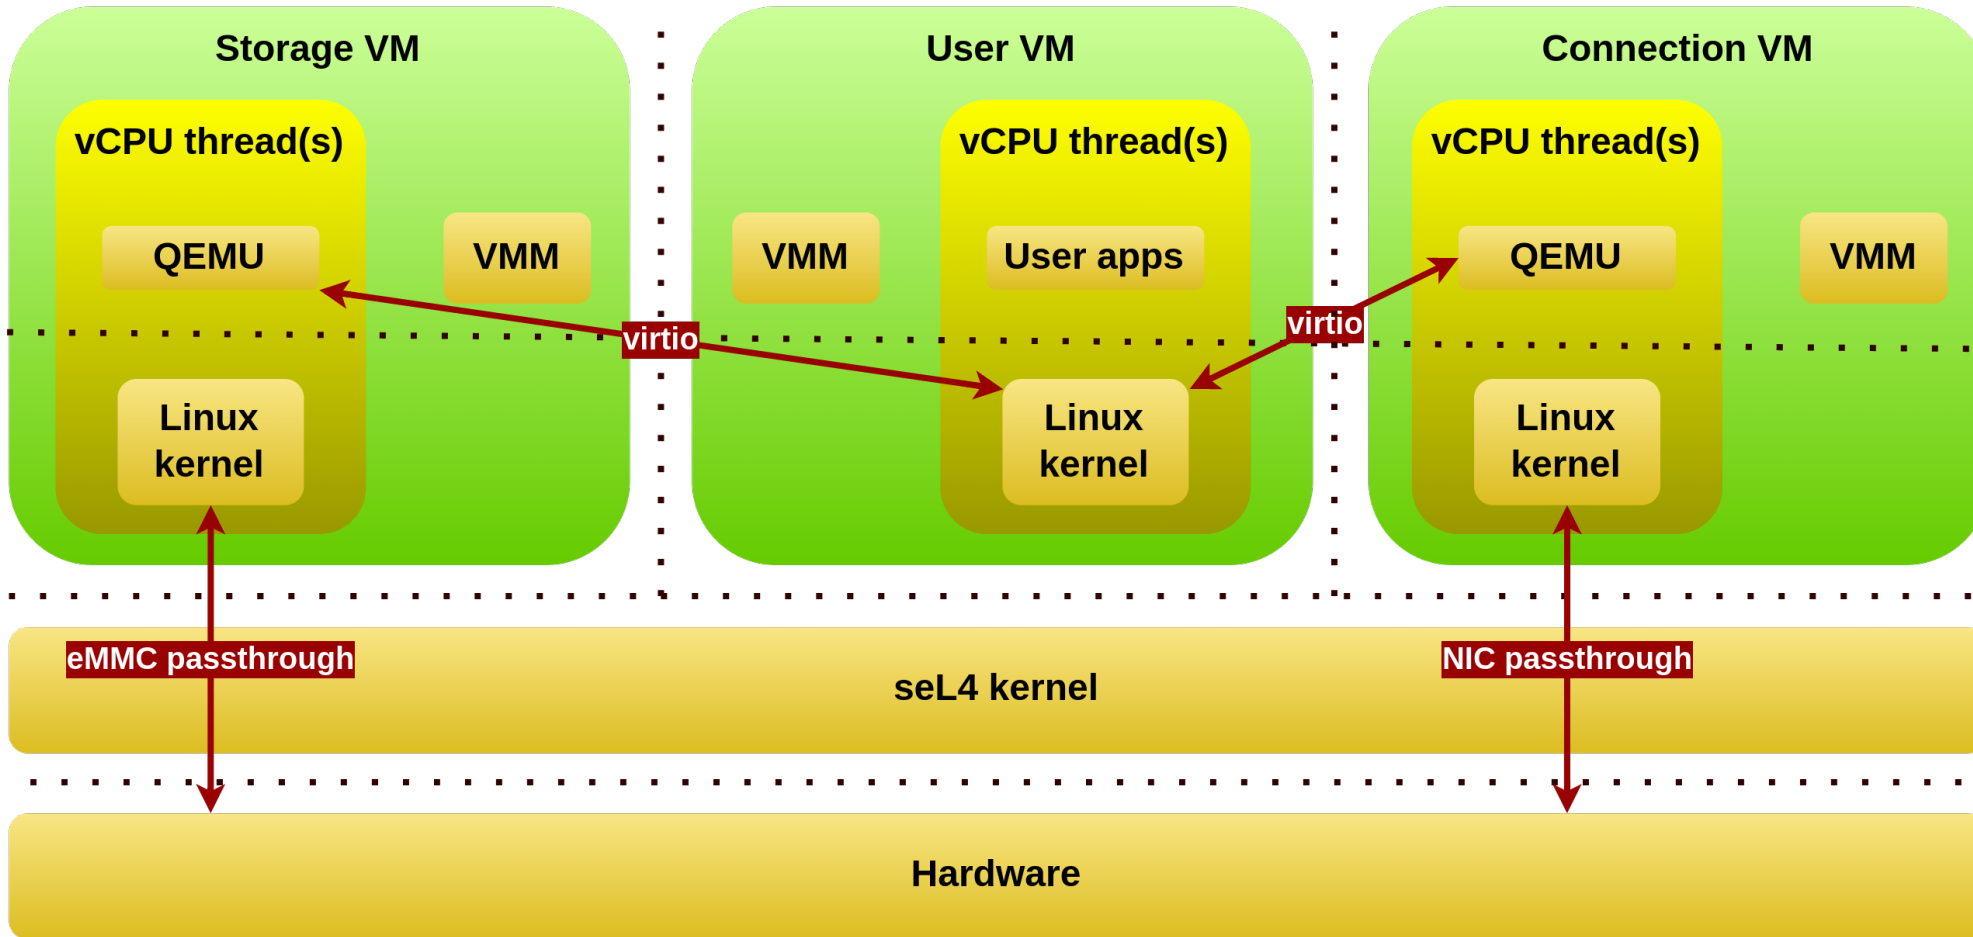 Storage VM
User VM
Connection VM
vCPU thread(s)
vCPU thread(s)
vCPU thread(s)
QEMU
VMM
VMM
User apps
QEMU
VMM
virtio
virtio
Linux
kernel
Linux
kernel
Linux
kernel
eMMC passthrough
NIC passthrough
seL4 kernel
Hardware